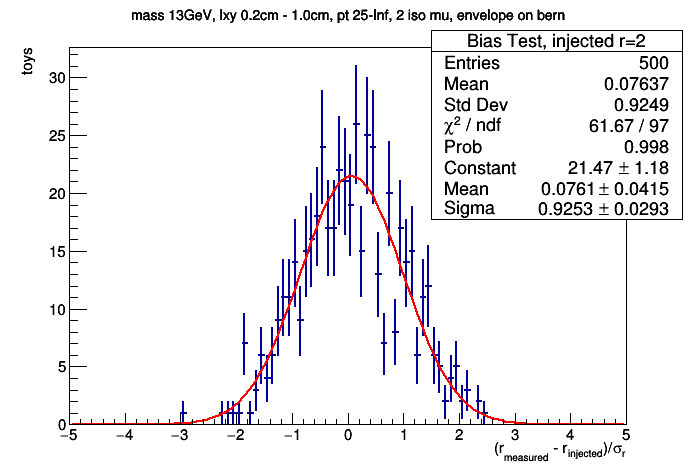 mass 13GeV, lxy 0.2cm - 1.0cm, pt 25-Inf, 2 iso mu, envelope on bern
toys
Bias Test, injected r=2
Entries 500
Mean 0.07637
Std Dev 0.9249
χ² / ndf 61.67 / 97
Prob 0.998
Constant 21.47 ± 1.18
Mean 0.0761 ± 0.0415
Sigma 0.9253 ± 0.0293
30
25
20
15
10
5
0
−5 −4 −3 −2 −1 0 1 2 3 4 5
(r_measured - r_injected)/σ_r